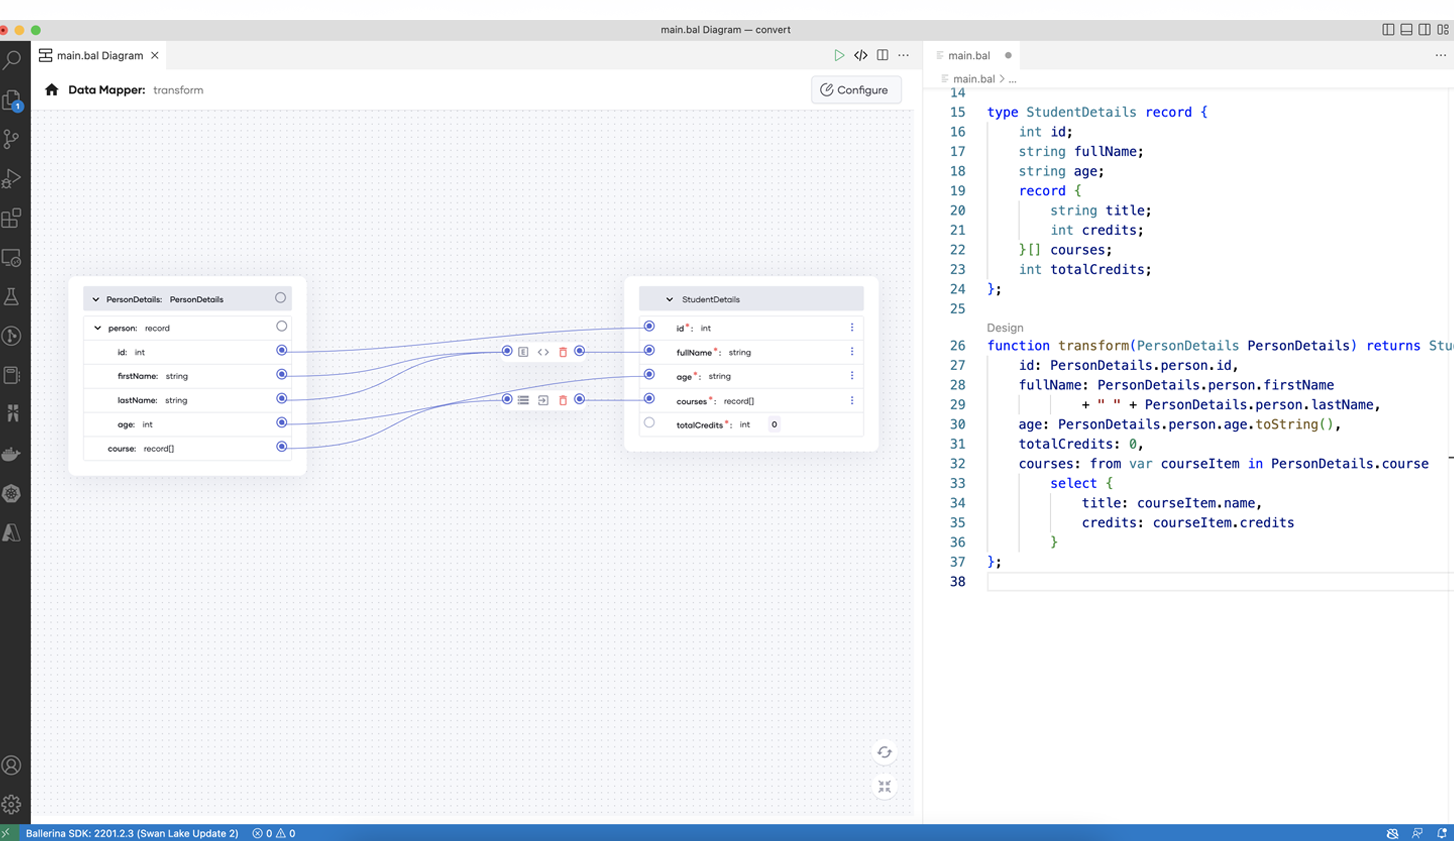 main.bal Diagram — convert
main.bal Diagram
Data Mapper: transform
Configure
1
PersonDetails: PersonDetails
person: record
id: int
firstName: string
lastName: string
age: int
course: record[]
StudentDetails
id*: int
fullName*: string
age*: string
courses*: record[]
totalCredits*: int 0
main.bal
main.bal > ...
14
15 type StudentDetails record {
16 int id;
17 string fullName;
18 string age;
19 record {
20 string title;
21 int credits;
22 }[] courses;
23 int totalCredits;
24 };
25
Design
26 function transform(PersonDetails PersonDetails) returns Stu
27 id: PersonDetails.person.id,
28 fullName: PersonDetails.person.firstName
29 + " " + PersonDetails.person.lastName,
30 age: PersonDetails.person.age.toString(),
31 totalCredits: 0,
32 courses: from var courseItem in PersonDetails.course
33 select {
34 title: courseItem.name,
35 credits: courseItem.credits
36 }
37 };
38
Ballerina SDK: 2201.2.3 (Swan Lake Update 2) 0 0